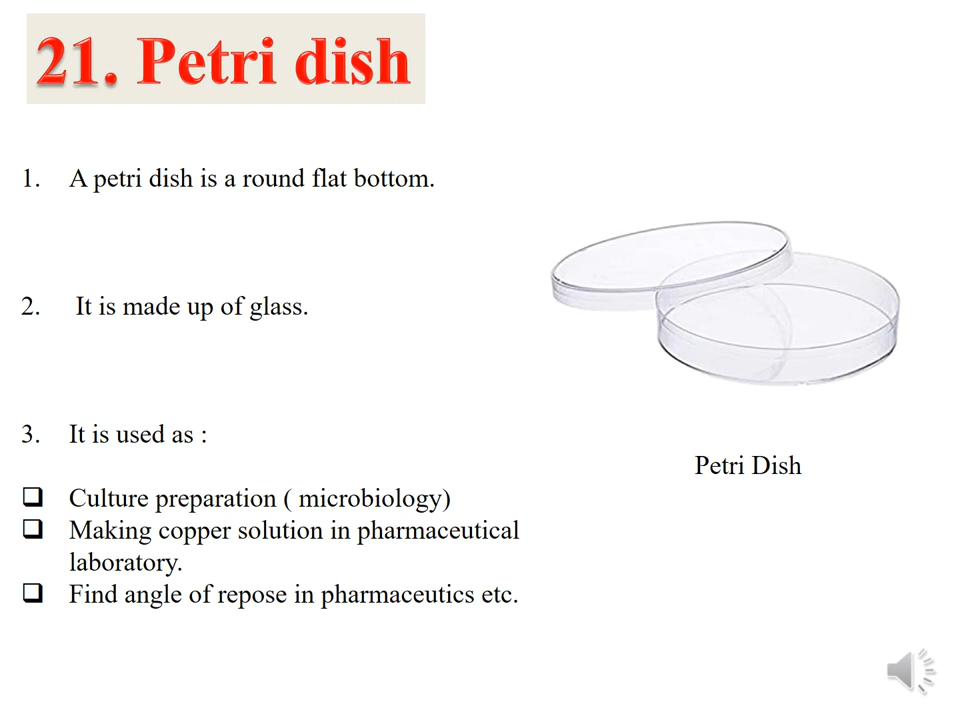 21. Petri dish
1. A petri dish is a round flat bottom.
2. It is made up of glass.
3. It is used as :
❑ Culture preparation ( microbiology)
❑ Making copper solution in pharmaceutical
laboratory.
❑ Find angle of repose in pharmaceutics etc.
Petri Dish